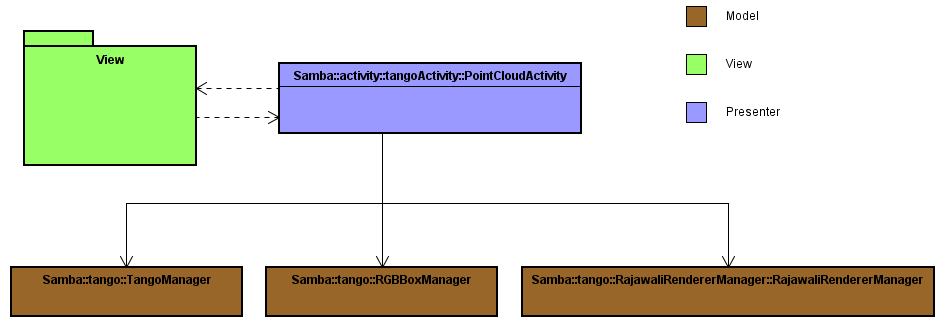 Model
View
View
Samba::activity::tangoActivity::PointCloudActivity
Presenter
Samba::tango::TangoManager
Samba::tango::RGBBoxManager
Samba::tango::RajawaliRendererManager::RajawaliRendererManager